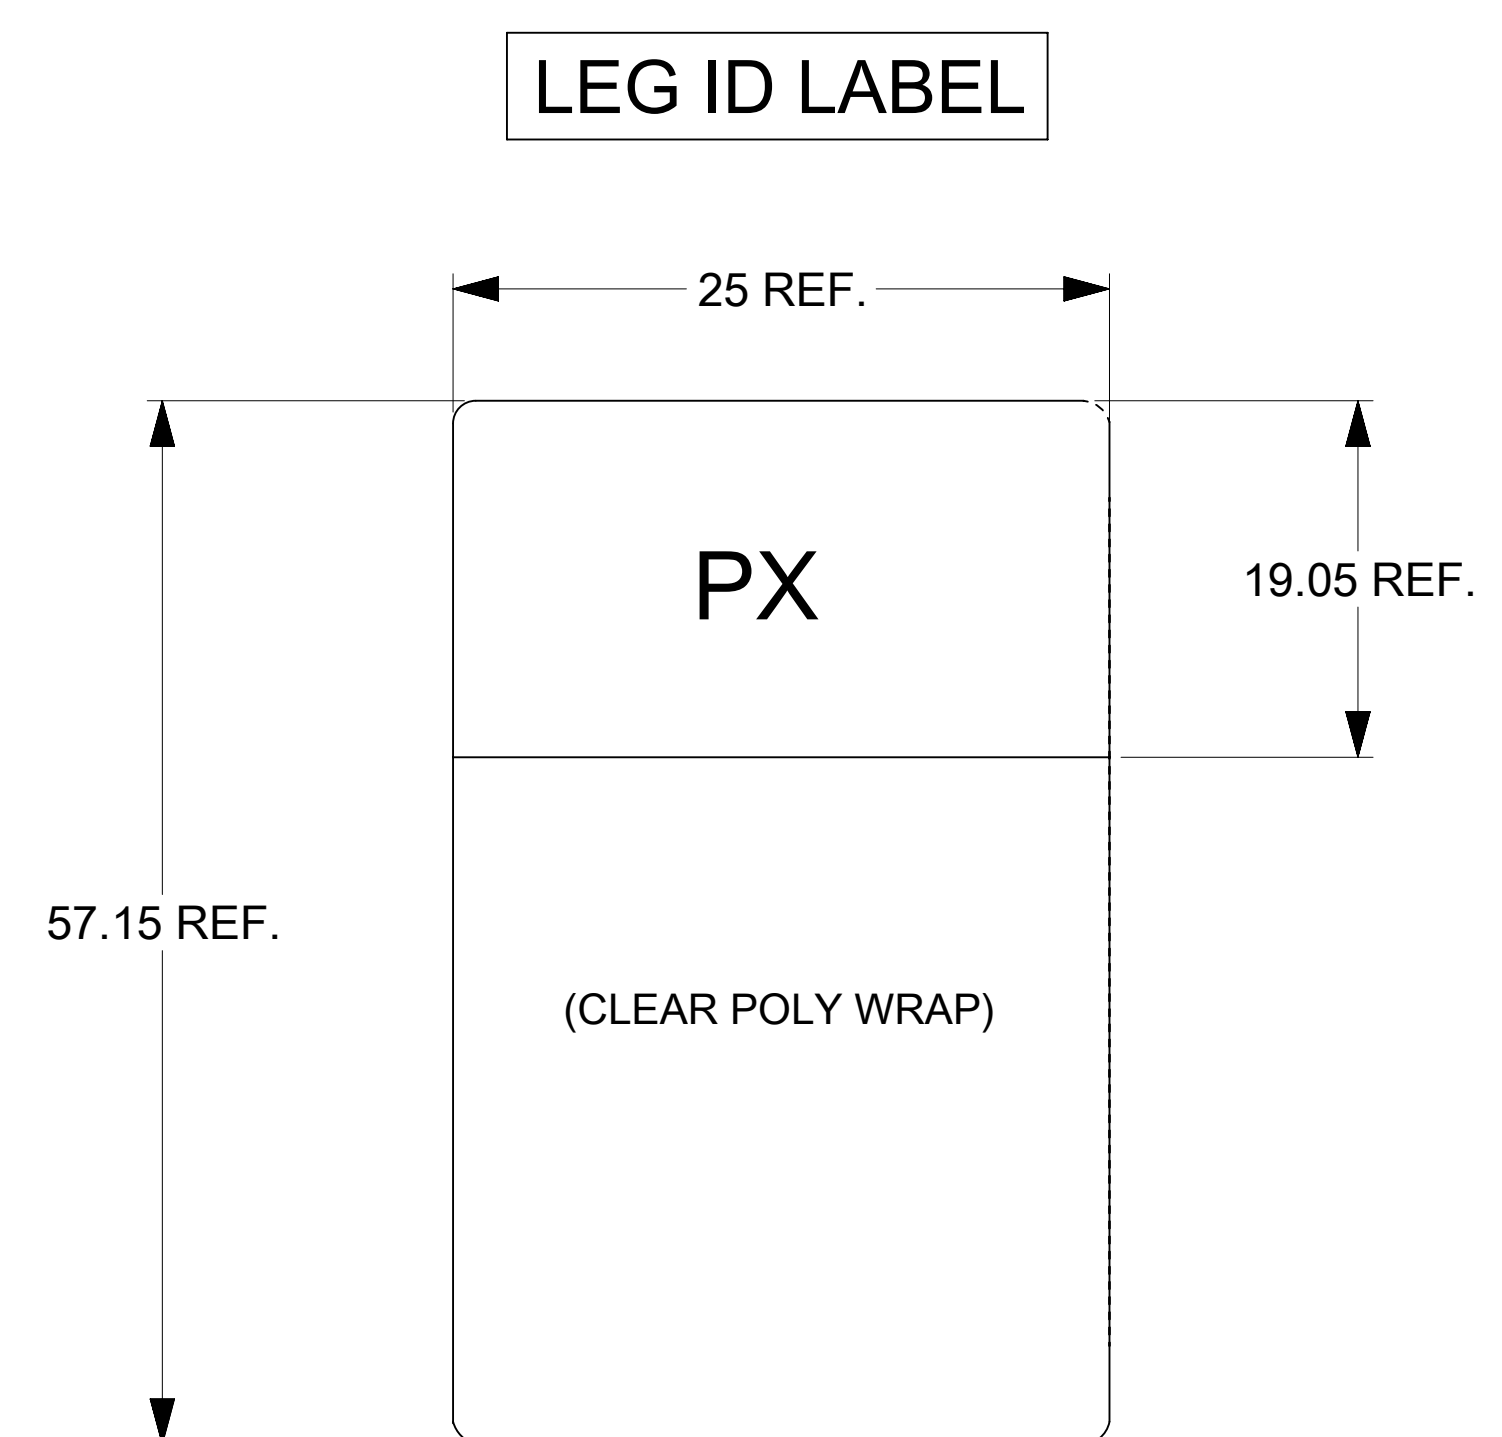 LEG ID LABEL
25 REF.
PX
19.05 REF.
57.15 REF.
(CLEAR POLY WRAP)